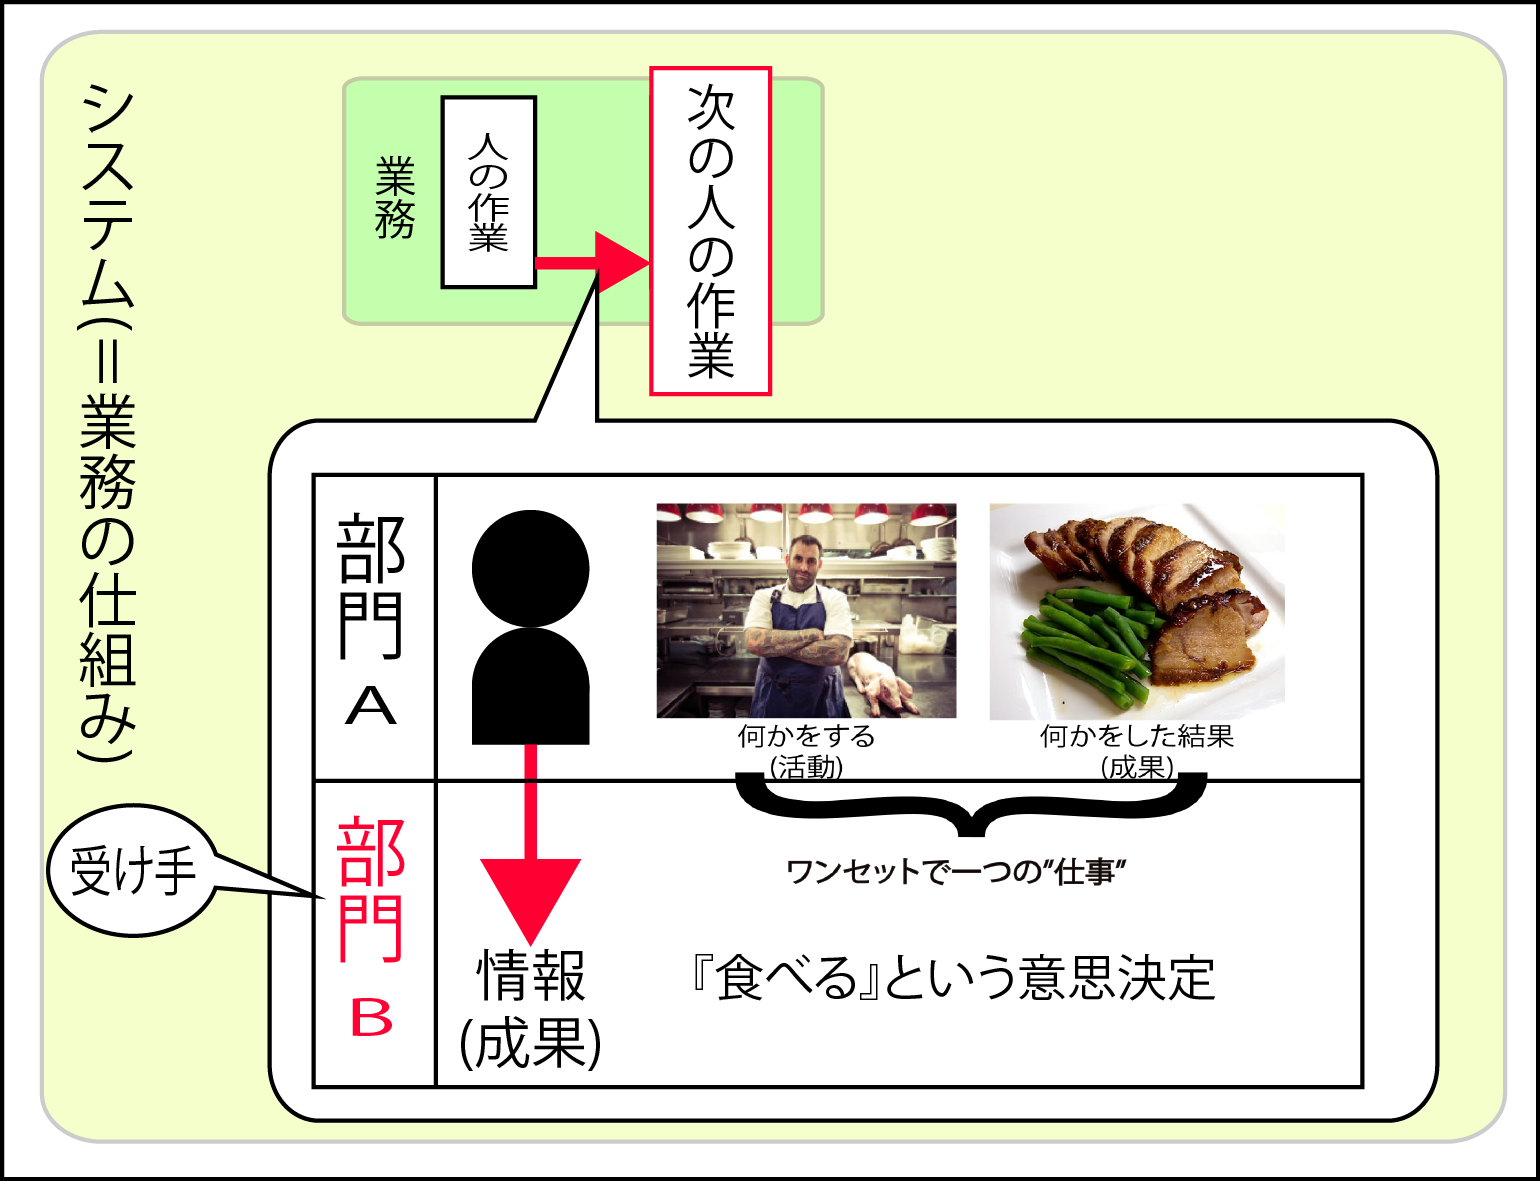 システム(＝業務の仕組み)
業務
人の作業
次の人の作業
部門A
何かをする
(活動)
何かをした結果
(成果)
受け手
部門B
ワンセットで一つの”仕事”
情報
(成果)
『食べる』という意思決定